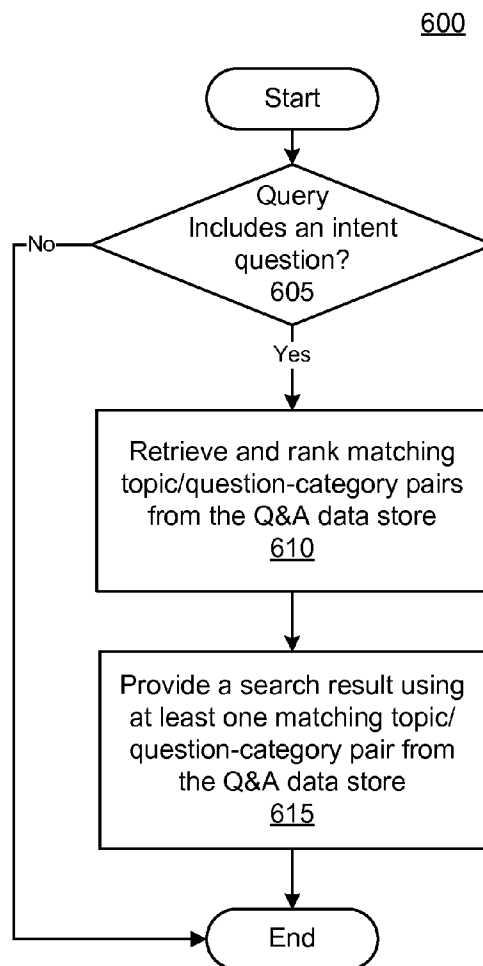 600
Start
Query
Includes an intent
question?
605
No
Yes
Retrieve and rank matching
topic/question-category pairs
from the Q&A data store
610
Provide a search result using
at least one matching topic/
question-category pair from
the Q&A data store
615
End